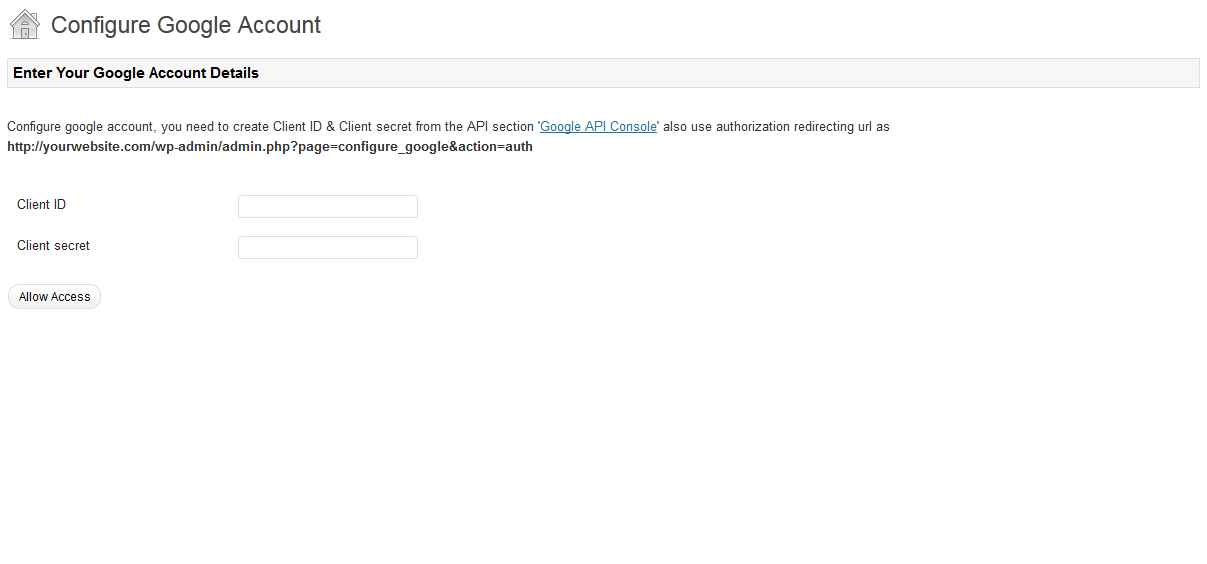 Configure Google Account
Enter Your Google Account Details
Configure google account, you need to create Client ID & Client secret from the API section 'Google API Console' also use authorization redirecting url as
http://yourwebsite.com/wp-admin/admin.php?page=configure_google&action=auth
Client ID
Client secret
Allow Access